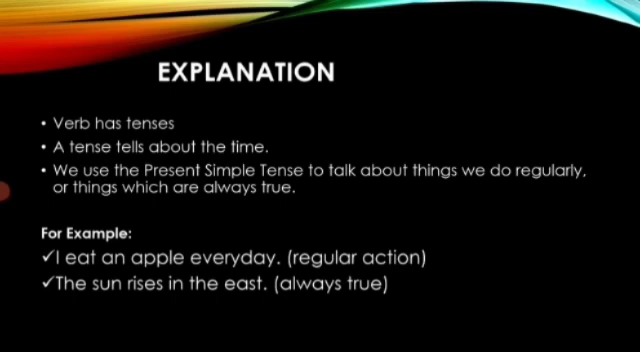 EXPLANATION
• Verb has tenses
• A tense tells about the time.
• We use the Present Simple Tense to talk about things we do regularly,
or things which are always true.
For Example:
✓I eat an apple everyday. (regular action)
✓The sun rises in the east. (always true)